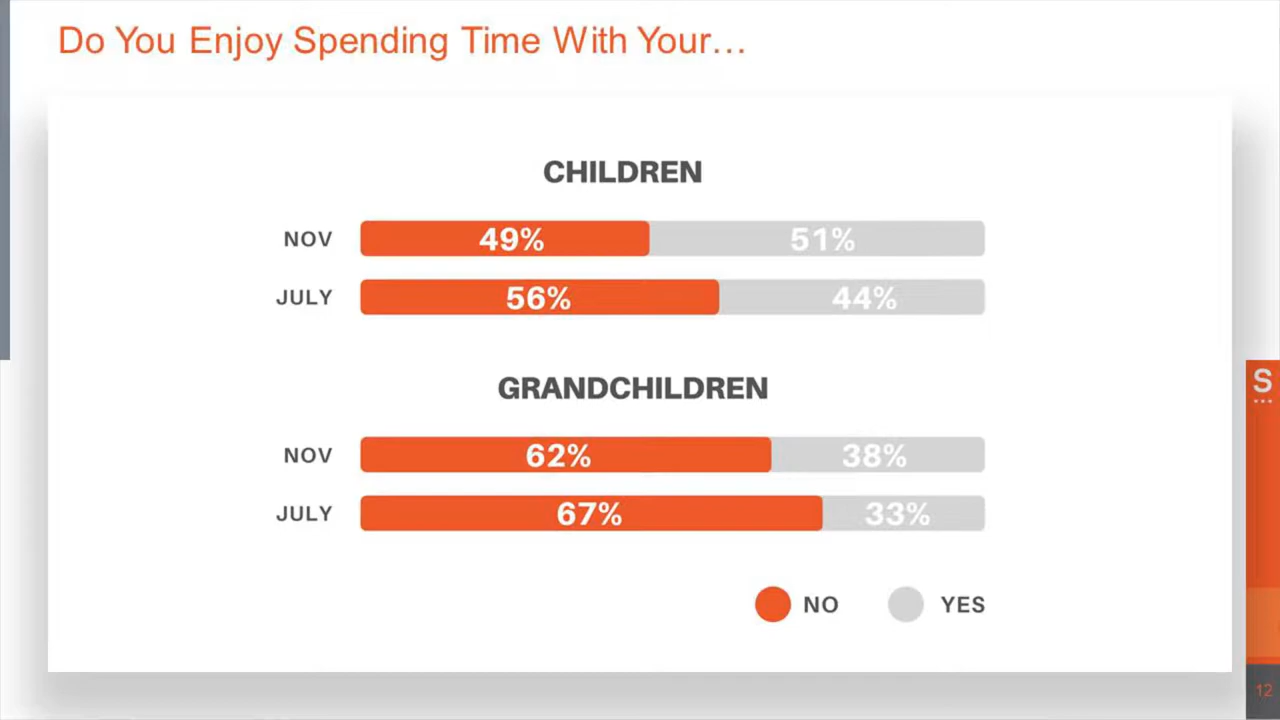 Do You Enjoy Spending Time With Your…
CHILDREN
NOV 49% 51%
JULY 56% 44%
GRANDCHILDREN
NOV 62% 38%
JULY 67% 33%
NO YES
S
12